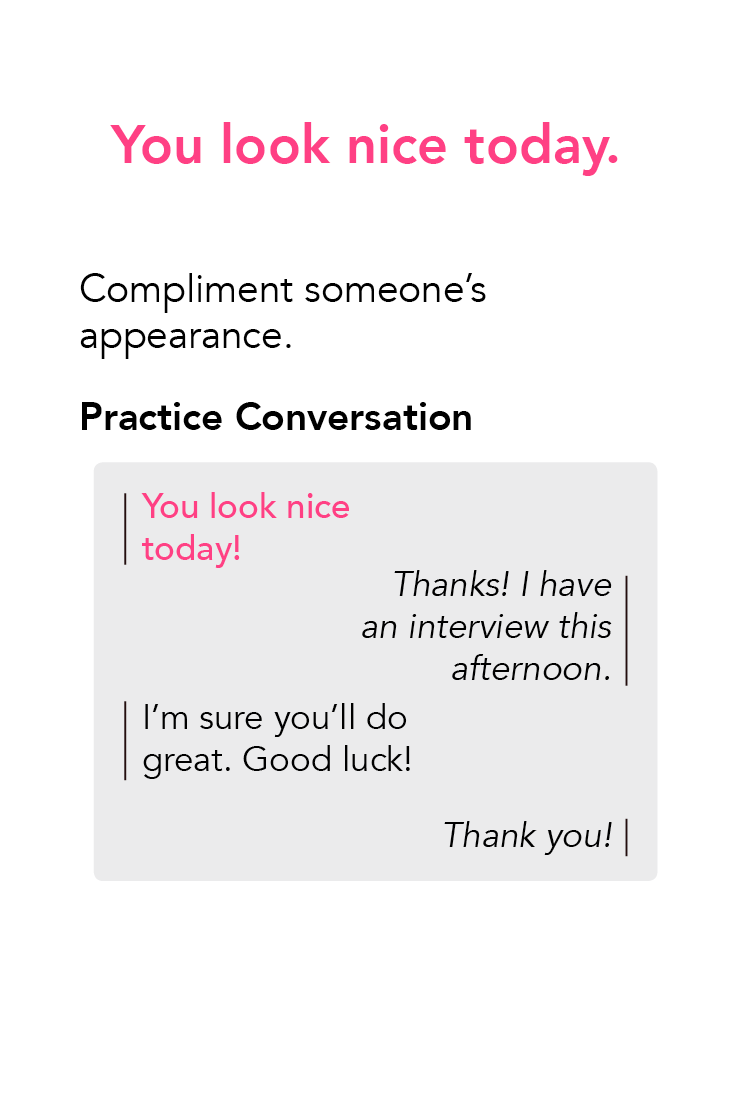 You look nice today.
Compliment someone’s
appearance.
Practice Conversation
You look nice
today!
Thanks! I have
an interview this
afternoon.
I’m sure you’ll do
great. Good luck!
Thank you!